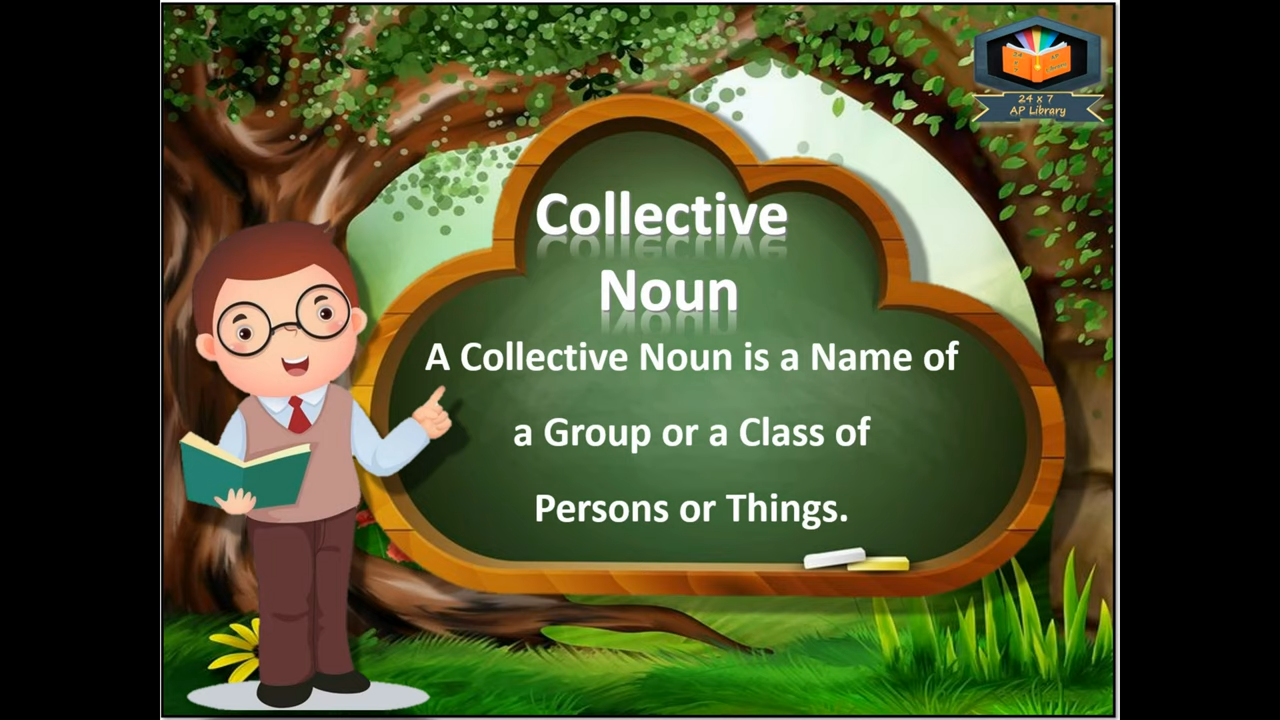 24 x 7
AP Library
Collective
Noun
A Collective Noun is a Name of
a Group or a Class of
Persons or Things.